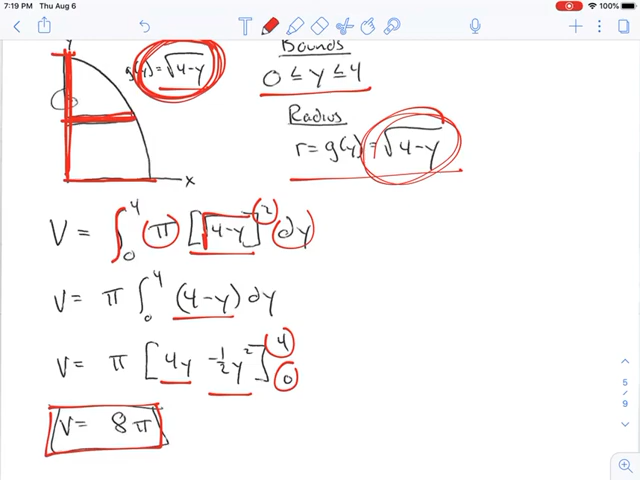 7:19 PM Thu Aug 6
100%
y
g(y) = √4-y
Bounds
0 ≤ y ≤ 4
Radius
r = g(y) = √4-y
x
V = ∫₀⁴ π [√4-y]² dy
V = π ∫₀⁴ (4-y) dy
V = π [4y - ½y²]₀⁴
V = 8π
5
9